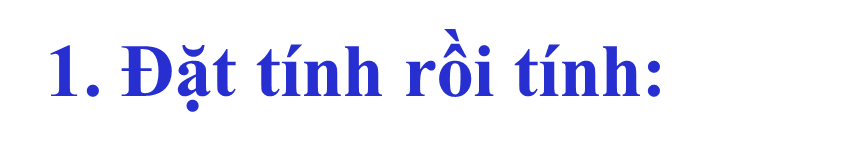 1. Đặt tính rồi tính: